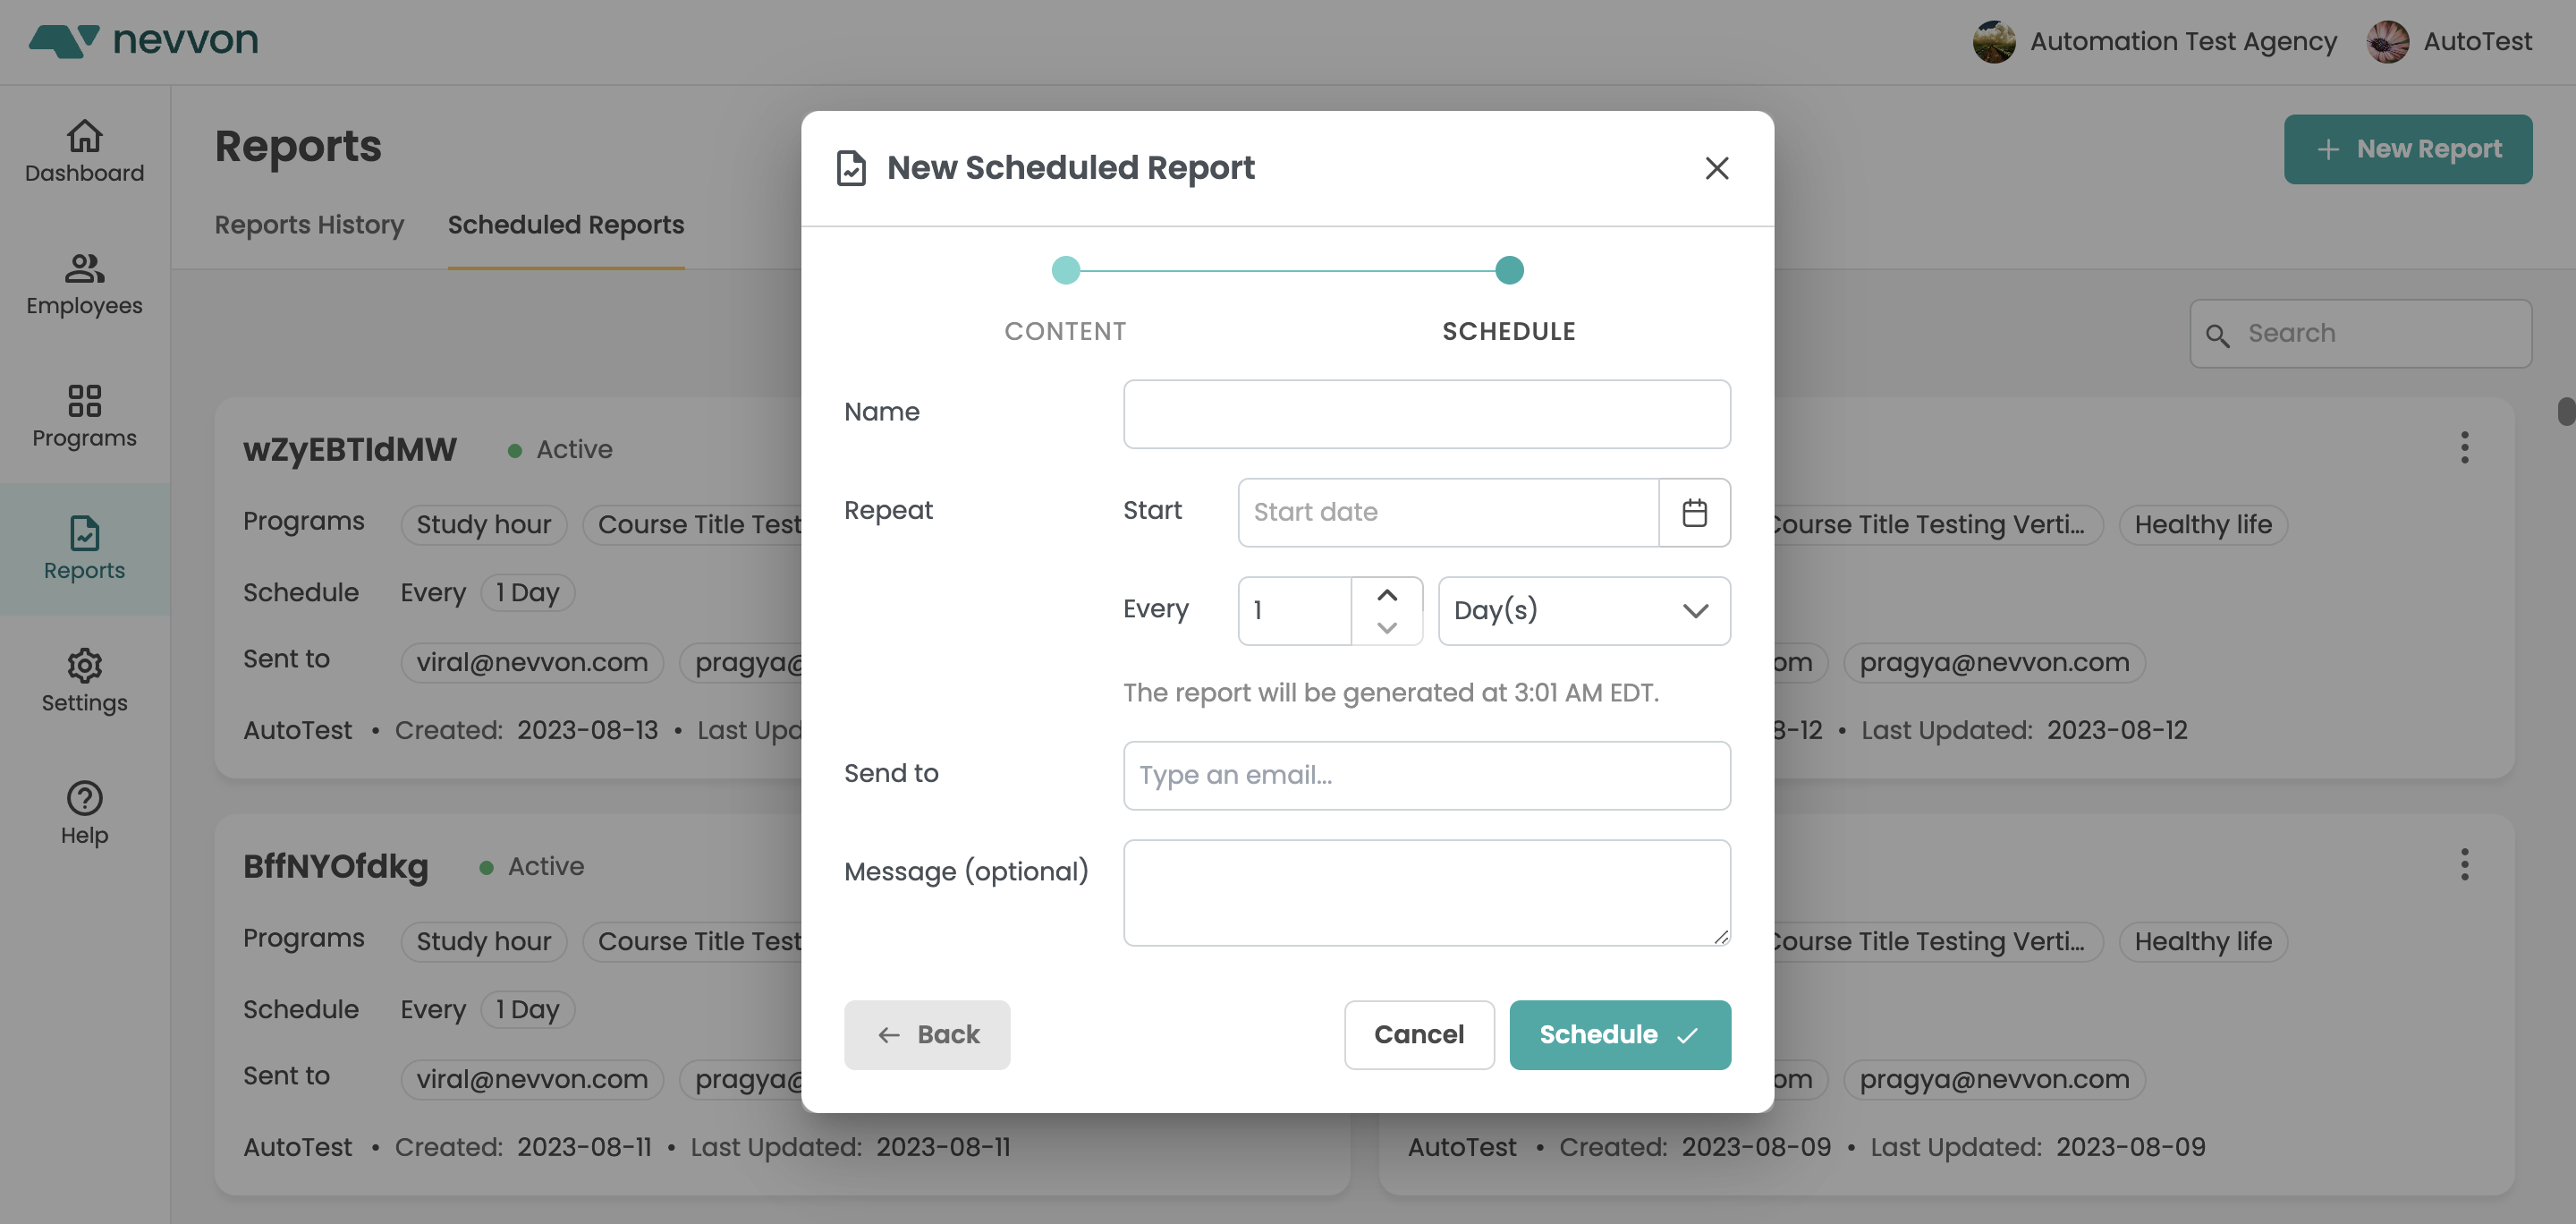 nevvon
Automation Test Agency
AutoTest
Dashboard
Employees
Programs
Reports
Settings
Help
Reports
New Report
Reports History
Scheduled Reports
Search
wZyEBTIdMW
Active
Programs
Study hour
Course Title Test
Schedule
Every
1 Day
Sent to
viral@nevvon.com
pragya@
AutoTest • Created: 2023-08-13 • Last Upd
Course Title Testing Verti...
Healthy life
om
pragya@nevvon.com
8-12 • Last Updated: 2023-08-12
BffNYOfdkg
Active
Programs
Study hour
Course Title Test
Schedule
Every
1 Day
Sent to
viral@nevvon.com
pragya@
AutoTest • Created: 2023-08-11 • Last Updated: 2023-08-11
Course Title Testing Verti...
Healthy life
om
pragya@nevvon.com
AutoTest • Created: 2023-08-09 • Last Updated: 2023-08-09
New Scheduled Report
CONTENT
SCHEDULE
Name
Repeat
Start
Start date
Every
1
Day(s)
The report will be generated at 3:01 AM EDT.
Send to
Type an email...
Message (optional)
Back
Cancel
Schedule